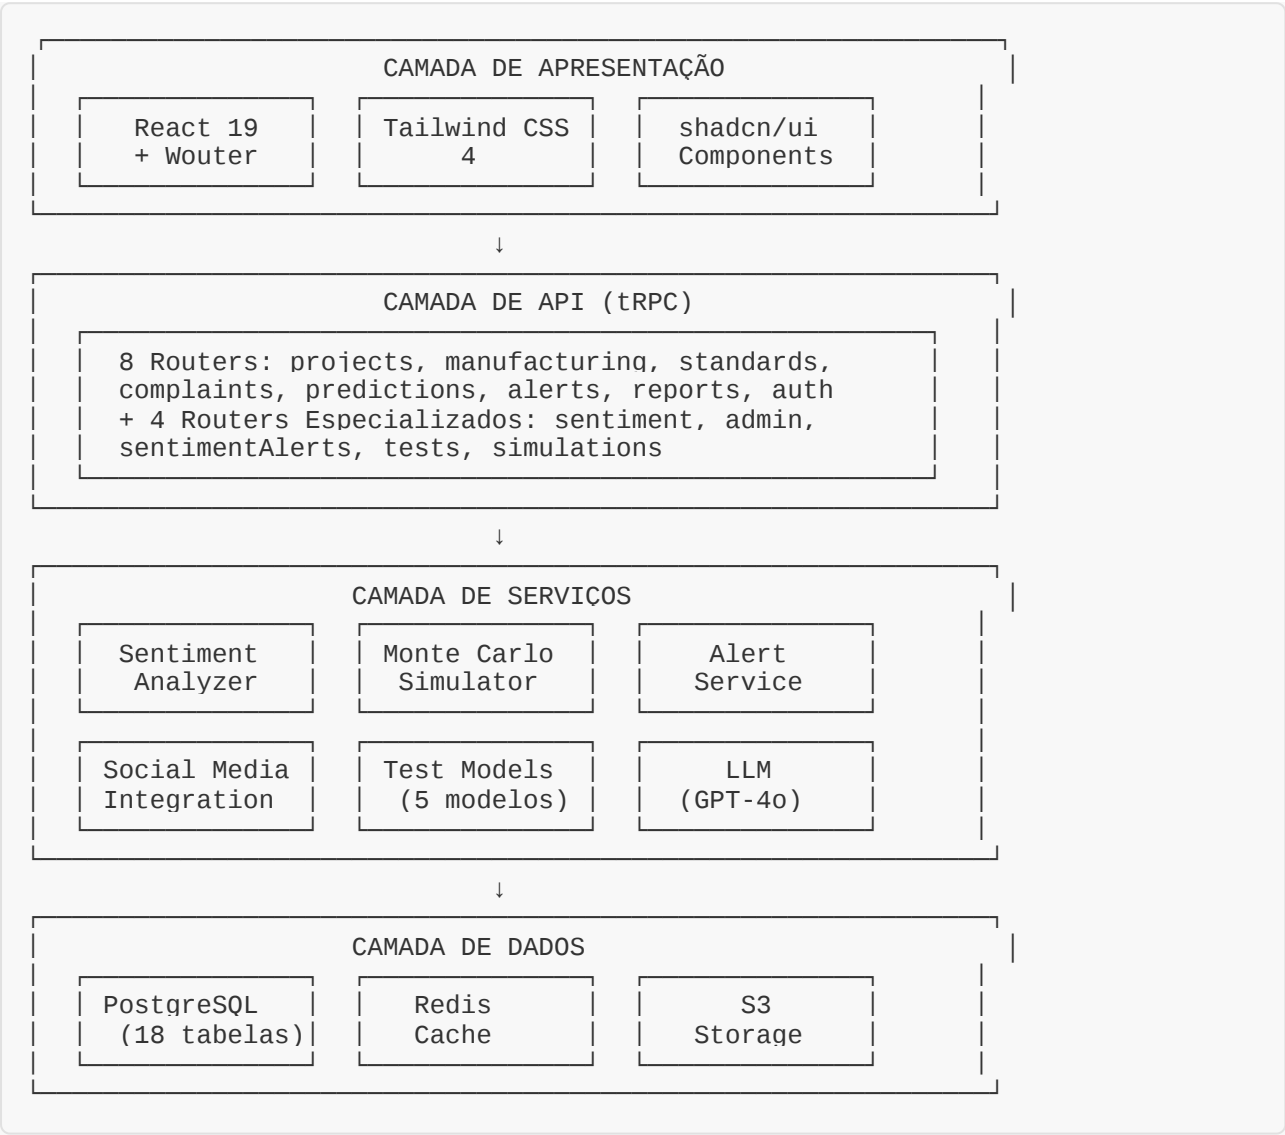 CAMADA DE APRESENTAÇÃO
React 19 Tailwind CSS shadcn/ui
+ Wouter 4 Components
↓
CAMADA DE API (tRPC)
8 Routers: projects, manufacturing, standards,
complaints, predictions, alerts, reports, auth
+ 4 Routers Especializados: sentiment, admin,
sentimentAlerts, tests, simulations
↓
CAMADA DE SERVIÇOS
Sentiment Monte Carlo Alert
Analyzer Simulator Service
Social Media Test Models LLM
Integration (5 modelos) (GPT-4o)
↓
CAMADA DE DADOS
PostgreSQL Redis S3
(18 tabelas) Cache Storage